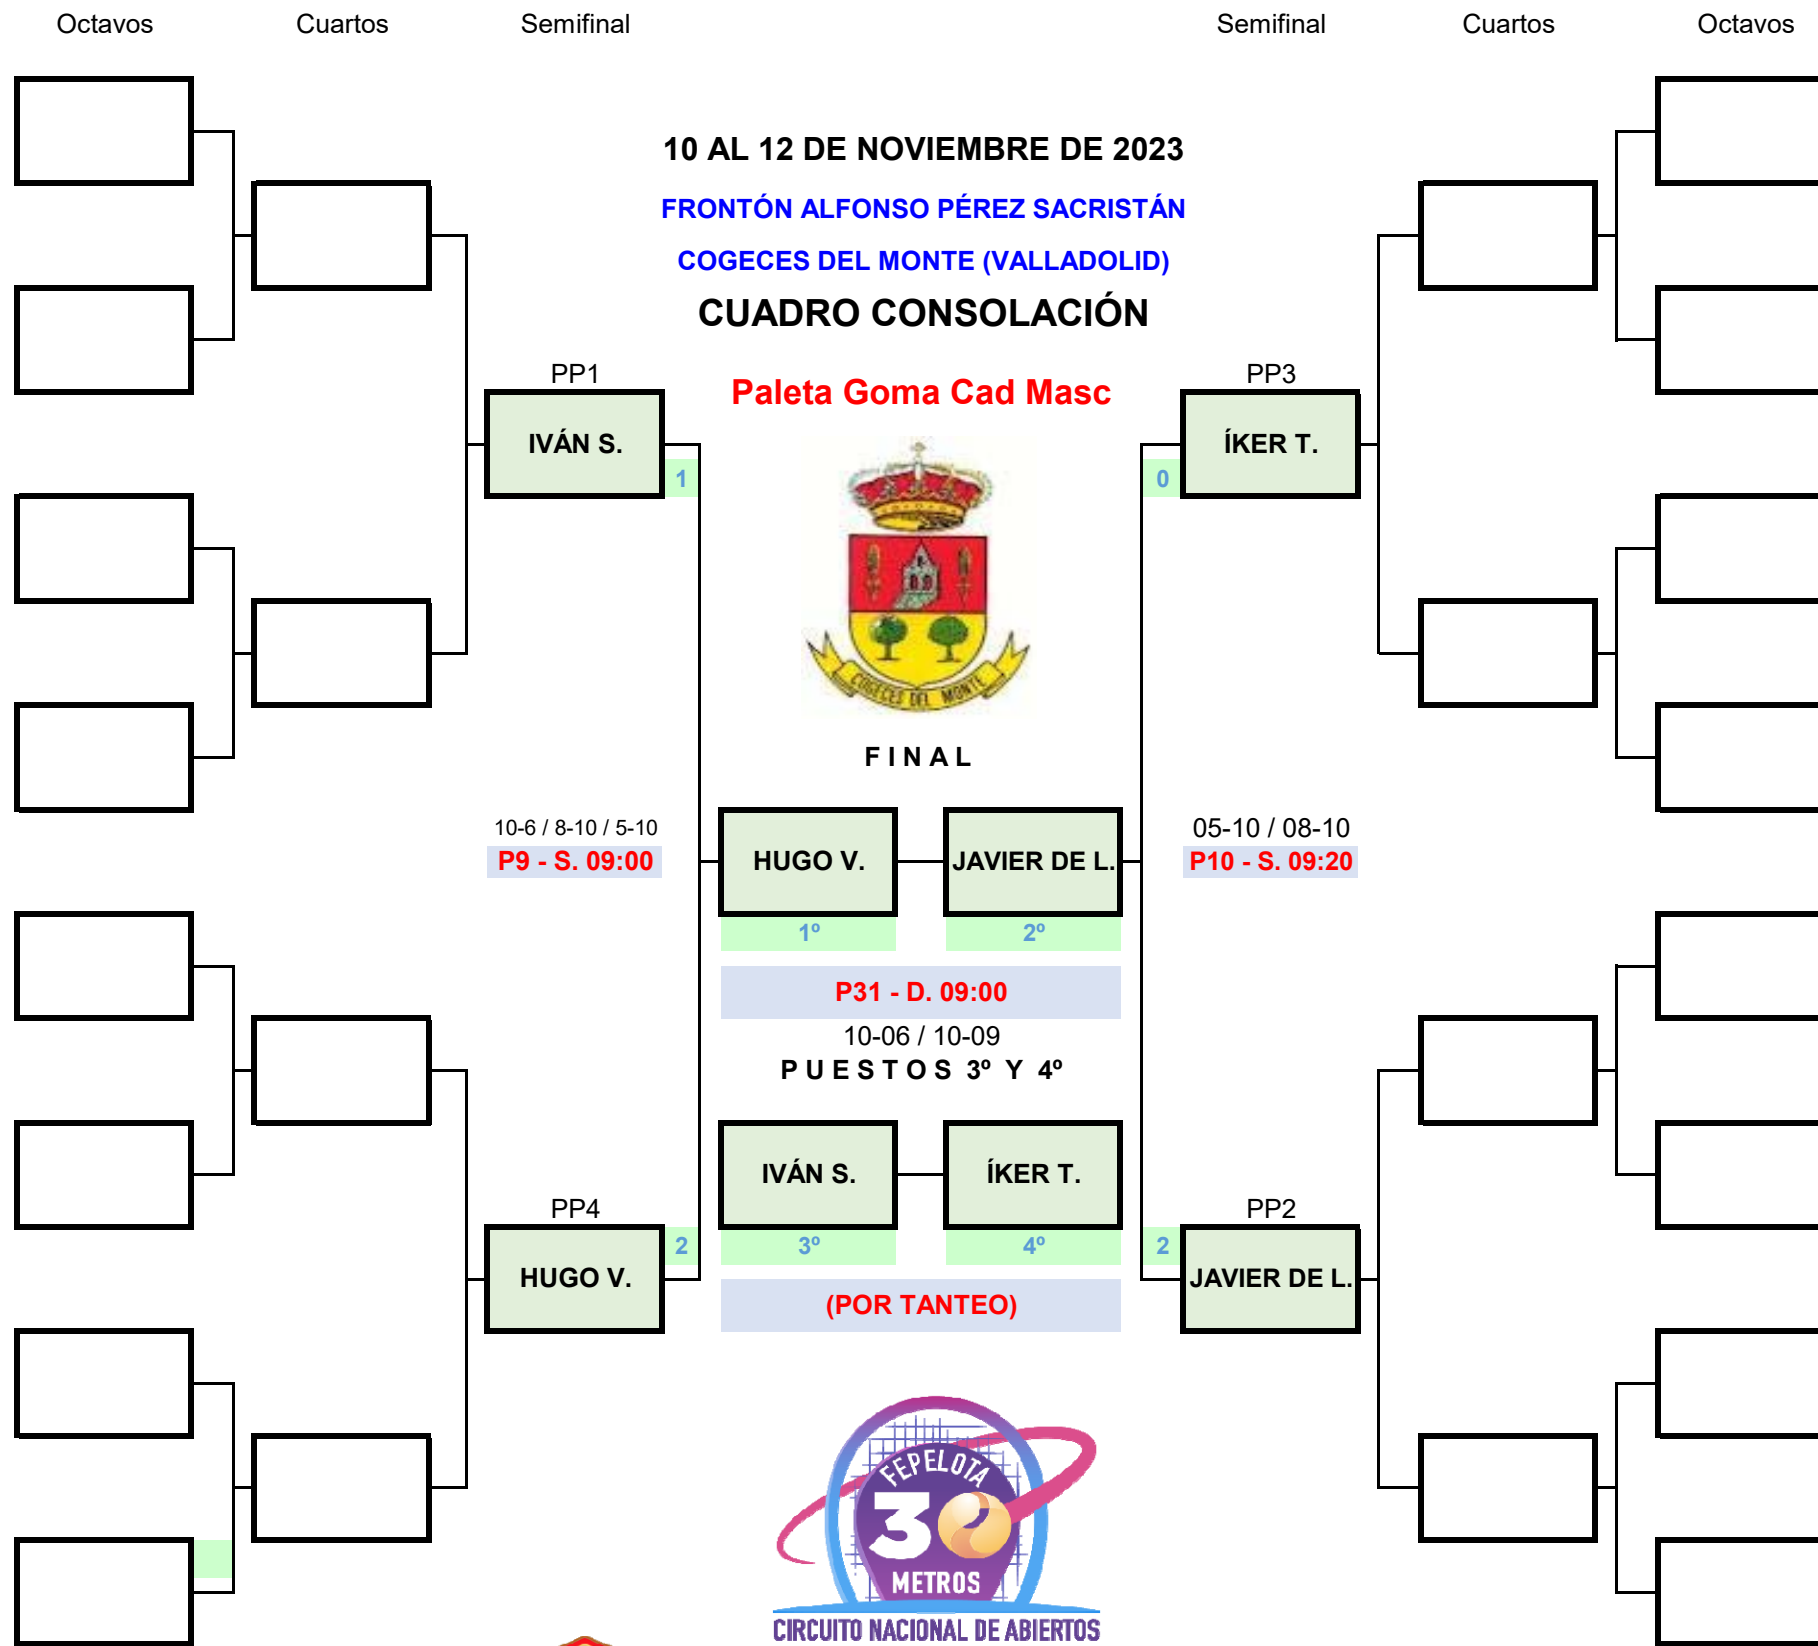 Octavos Cuartos Semifinal Semifinal Cuartos Octavos
10 AL 12 DE NOVIEMBRE DE 2023
FRONTÓN ALFONSO PÉREZ SACRISTÁN
COGECES DEL MONTE (VALLADOLID)
CUADRO CONSOLACIÓN
PP1 PP3
Paleta Goma Cad Masc
IVÁN S. ÍKER T.
1 0
COGECES DEL MONTE
F I N A L
10-6 / 8-10 / 5-10 05-10 / 08-10
P9 - S. 09:00 HUGO V. JAVIER DE L. P10 - S. 09:20
1º 2º
P31 - D. 09:00
10-06 / 10-09
P U E S T O S 3º Y 4º
IVÁN S. ÍKER T.
PP4 PP2
2 3º 4º 2
HUGO V. JAVIER DE L.
(POR TANTEO)
FEPELOTA
30
METROS
CIRCUITO NACIONAL DE ABIERTOS